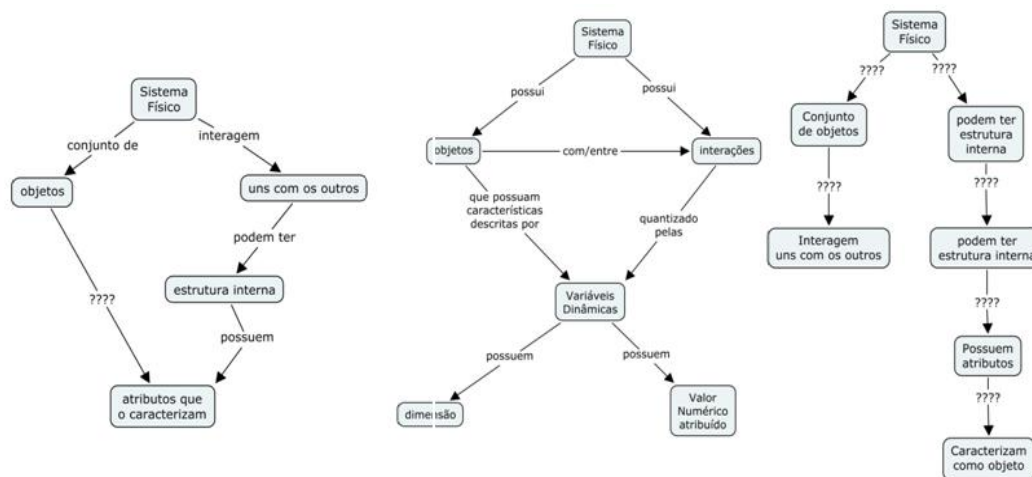 Sistema
Físico
conjunto de
interagem
objetos
uns com os outros
podem ter
????
estrutura interna
possuem
atributos que
o caracterizam
Sistema
Físico
possui
possui
objetos
com/entre
interações
que possuam
características
descritas por
quantizado
pelas
Variáveis
Dinâmicas
possuem
possuem
dimensão
Valor
Numérico
atribuído
Sistema
Físico
????
????
Conjunto
de objetos
podem ter
estrutura
interna
????
????
Interagem
uns com os outros
podem ter
estrutura interna
????
Possuem
atributos
????
Caracterizam
como objeto